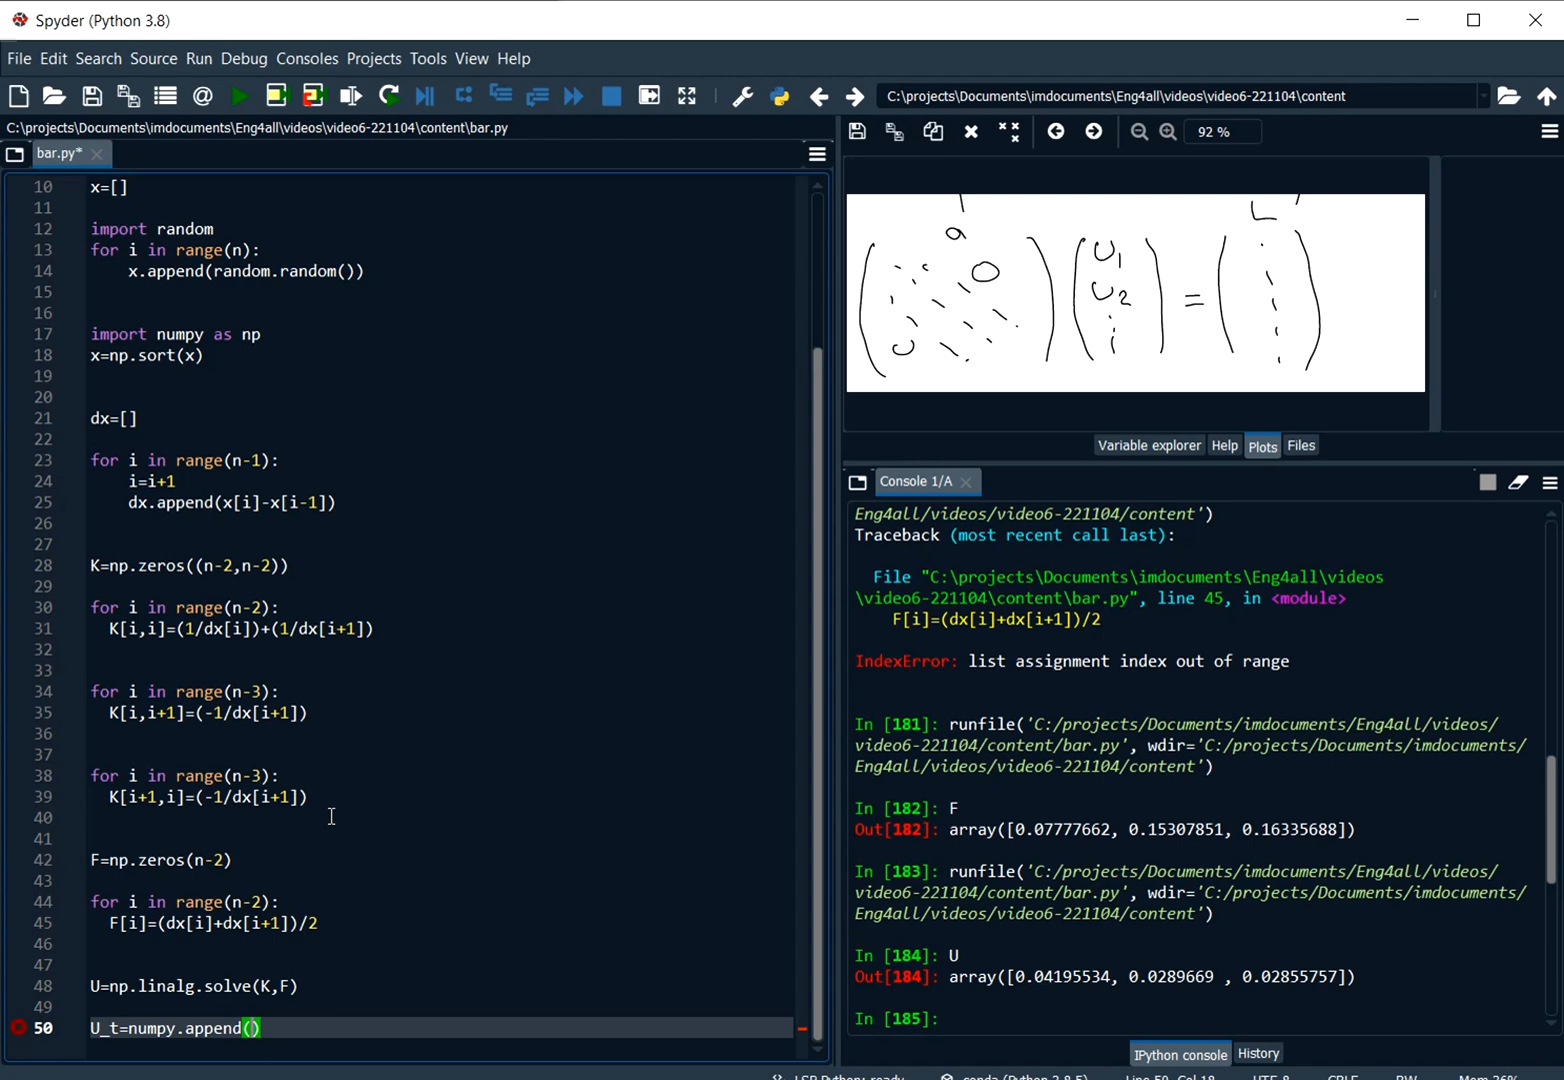 Spyder (Python 3.8)
File Edit Search Source Run Debug Consoles Projects Tools View Help
C:\projects\Documents\imdocuments\Eng4all\videos\video6-221104\content
C:\projects\Documents\imdocuments\Eng4all\videos\video6-221104\content\bar.py
92 %
bar.py*
10 x=[]
11
12 import random
13 for i in range(n):
14 x.append(random.random())
15
16
17 import numpy as np
18 x=np.sort(x)
19
20
21 dx=[]
22
23 for i in range(n-1):
24 i=i+1
25 dx.append(x[i]-x[i-1])
26
27
28 K=np.zeros((n-2,n-2))
29
30 for i in range(n-2):
31 K[i,i]=(1/dx[i])+(1/dx[i+1])
32
33
34 for i in range(n-3):
35 K[i,i+1]=(-1/dx[i+1])
36
37
38 for i in range(n-3):
39 K[i+1,i]=(-1/dx[i+1])
40
41
42 F=np.zeros(n-2)
43
44 for i in range(n-2):
45 F[i]=(dx[i]+dx[i+1])/2
46
47
48 U=np.linalg.solve(K,F)
49
50 U_t=numpy.append()
U1
U2
=
Variable explorer Help Plots Files
Console 1/A
Eng4all/videos/video6-221104/content')
Traceback (most recent call last):
File "C:\projects\Documents\imdocuments\Eng4all\videos
\video6-221104\content\bar.py", line 45, in <module>
F[i]=(dx[i]+dx[i+1])/2
IndexError: list assignment index out of range
In [181]: runfile('C:/projects/Documents/imdocuments/Eng4all/videos/
video6-221104/content/bar.py', wdir='C:/projects/Documents/imdocuments/
Eng4all/videos/video6-221104/content')
In [182]: F
Out[182]: array([0.07777662, 0.15307851, 0.16335688])
In [183]: runfile('C:/projects/Documents/imdocuments/Eng4all/videos/
video6-221104/content/bar.py', wdir='C:/projects/Documents/imdocuments/
Eng4all/videos/video6-221104/content')
In [184]: U
Out[184]: array([0.04195534, 0.0289669 , 0.02855757])
In [185]:
IPython console History